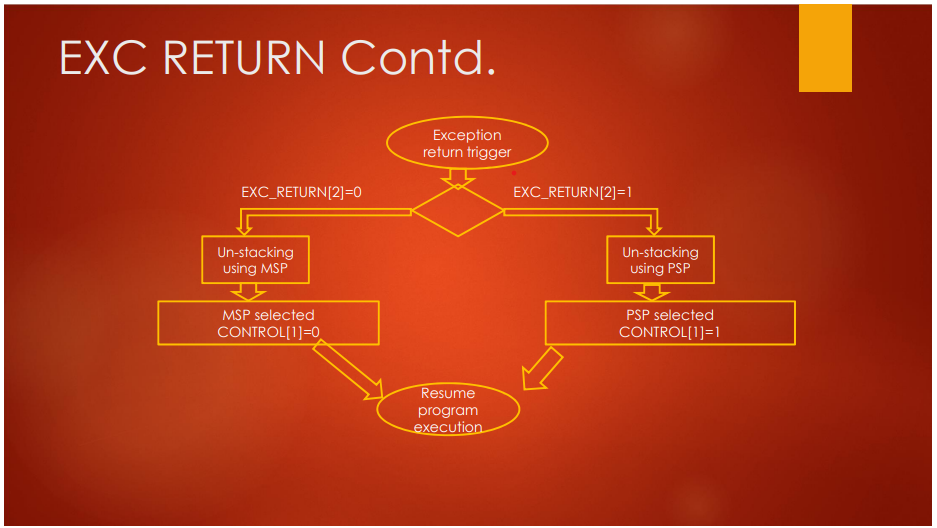 EXC RETURN Contd.
Exception
return trigger
EXC_RETURN[2]=0
EXC_RETURN[2]=1
Un-stacking
using MSP
Un-stacking
using PSP
MSP selected
CONTROL[1]=0
PSP selected
CONTROL[1]=1
Resume
program
execution